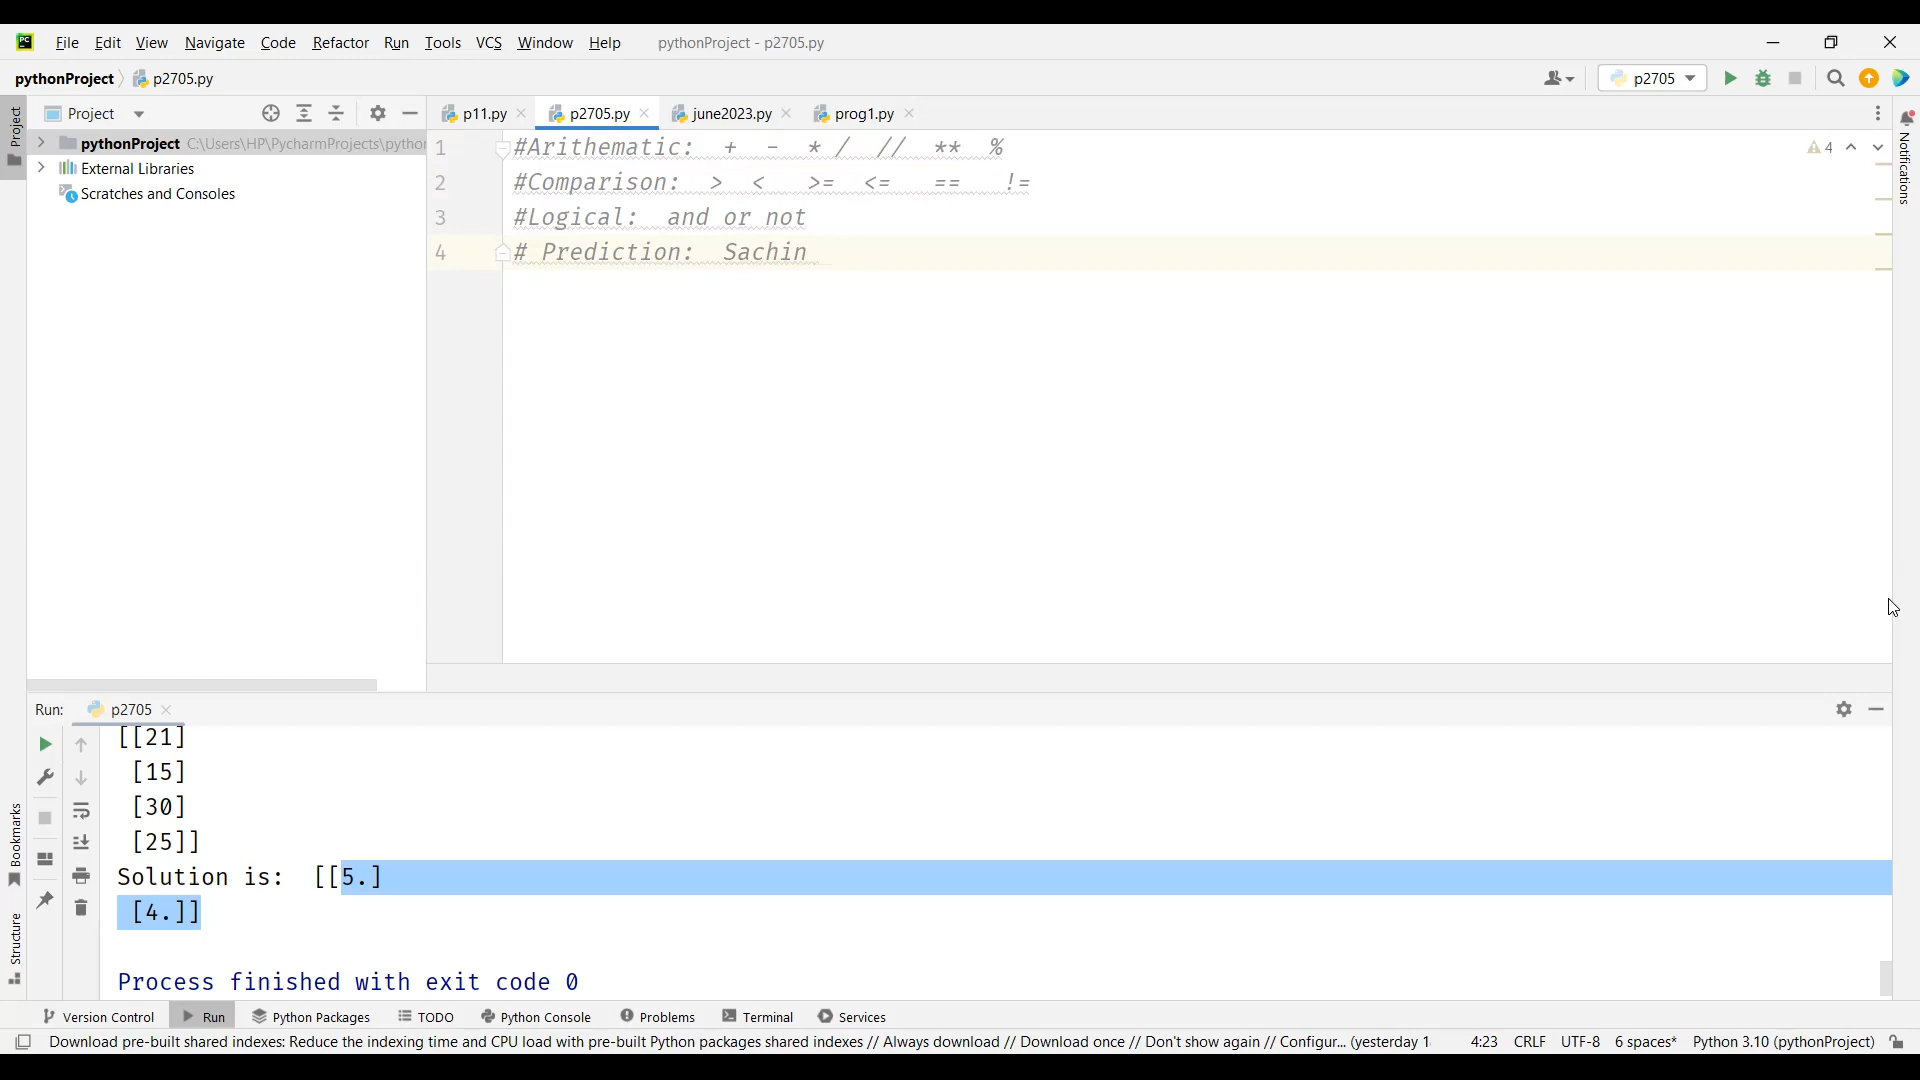 PC File Edit View Navigate Code Refactor Run Tools VCS Window Help pythonProject - p2705.py
pythonProject p2705.py p2705
Project p11.py p2705.py june2023.py prog1.py
pythonProject C:\Users\HP\PycharmProjects\pythor
External Libraries
Scratches and Consoles
Project
Notifications
1 #Arithematic: + - * / // ** %
4
2 #Comparison: > < >= <= == !=
3 #Logical: and or not
4 # Prediction: Sachin
Run: p2705
[[21]
[15]
[30]
[25]]
Solution is: [[5.]
[4.]]
Process finished with exit code 0
Bookmarks
Structure
Version Control Run Python Packages TODO Python Console Problems Terminal Services
Download pre-built shared indexes: Reduce the indexing time and CPU load with pre-built Python packages shared indexes // Always download // Download once // Don't show again // Configur... (yesterday 1 4:23 CRLF UTF-8 6 spaces* Python 3.10 (pythonProject)